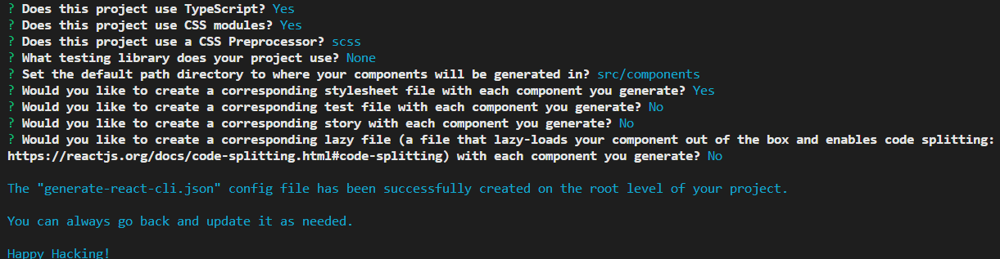 ? Does this project use TypeScript? Yes
? Does this project use CSS modules? Yes
? Does this project use a CSS Preprocessor? scss
? What testing library does your project use? None
? Set the default path directory to where your components will be generated in? src/components
? Would you like to create a corresponding stylesheet file with each component you generate? Yes
? Would you like to create a corresponding test file with each component you generate? No
? Would you like to create a corresponding story with each component you generate? No
? Would you like to create a corresponding lazy file (a file that lazy-loads your component out of the box and enables code splitting:
https://reactjs.org/docs/code-splitting.html#code-splitting) with each component you generate? No
The "generate-react-cli.json" config file has been successfully created on the root level of your project.
You can always go back and update it as needed.
Happy Hacking!